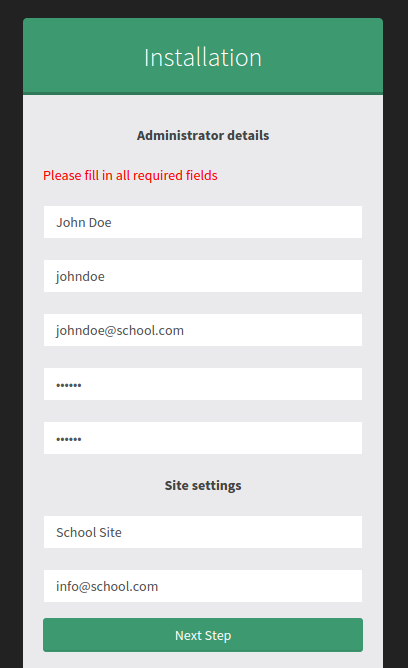 Installation
Administrator details
Please fill in all required fields
John Doe
johndoe
johndoe@school.com
••••••
••••••
Site settings
School Site
info@school.com
Next Step